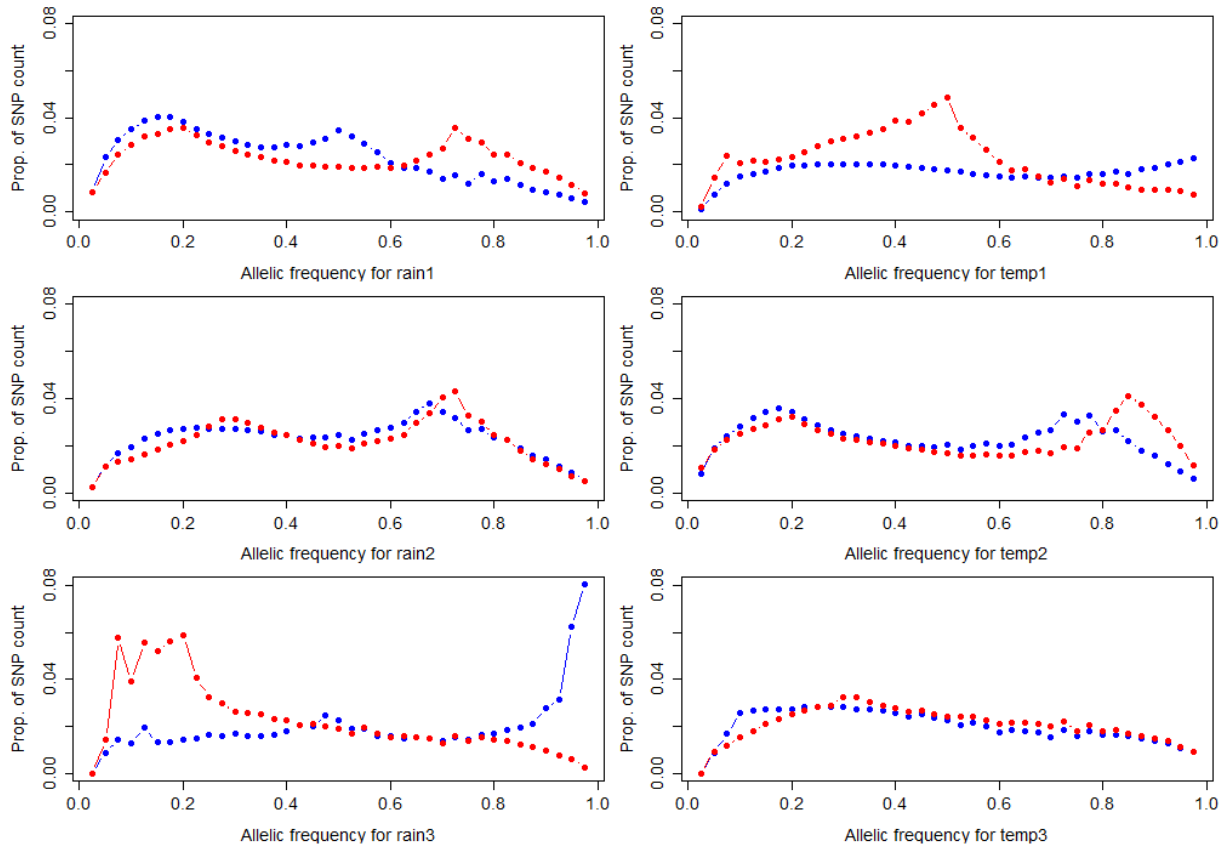 Prop. of SNP count
0.00 0.04 0.08
0.0 0.2 0.4 0.6 0.8 1.0
Allelic frequency for rain1
Prop. of SNP count
0.00 0.04 0.08
0.0 0.2 0.4 0.6 0.8 1.0
Allelic frequency for temp1
Prop. of SNP count
0.00 0.04 0.08
0.0 0.2 0.4 0.6 0.8 1.0
Allelic frequency for rain2
Prop. of SNP count
0.00 0.04 0.08
0.0 0.2 0.4 0.6 0.8 1.0
Allelic frequency for temp2
Prop. of SNP count
0.00 0.04 0.08
0.0 0.2 0.4 0.6 0.8 1.0
Allelic frequency for rain3
Prop. of SNP count
0.00 0.04 0.08
0.0 0.2 0.4 0.6 0.8 1.0
Allelic frequency for temp3